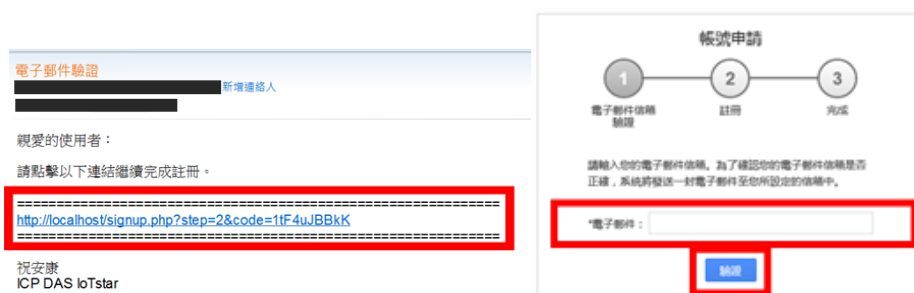 電子郵件驗證
新增連絡人
親愛的使用者：
請點擊以下連結繼續完成註冊。
==========================================================
http://localhost/signup.php?step=2&code=1tF4uJBBkK
==========================================================
祝安康
ICP DAS IoTstar
帳號申請
1
2
3
電子郵件信箱
驗證
註冊
完成
請輸入您的電子郵件信箱。為了確認您的電子郵件信箱是否
正確，系統將發送一封電子郵件至您所設定的信箱中。
*電子郵件：
驗證